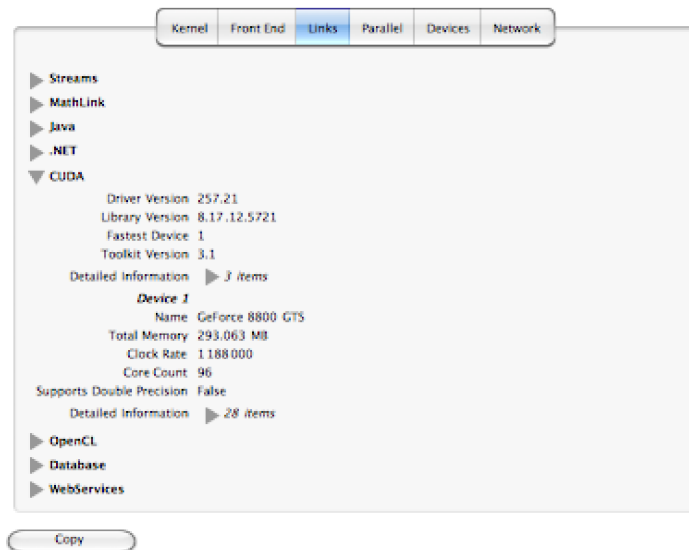 Kernel Front End Links Parallel Devices Network
Streams
MathLink
Java
.NET
CUDA
Driver Version 257.21
Library Version 8.17.12.5721
Fastest Device 1
Toolkit Version 3.1
Detailed Information 3 items
Device 1
Name GeForce 8800 GTS
Total Memory 293.063 MB
Clock Rate 1188000
Core Count 96
Supports Double Precision False
Detailed Information 28 items
OpenCL
Database
WebServices
Copy